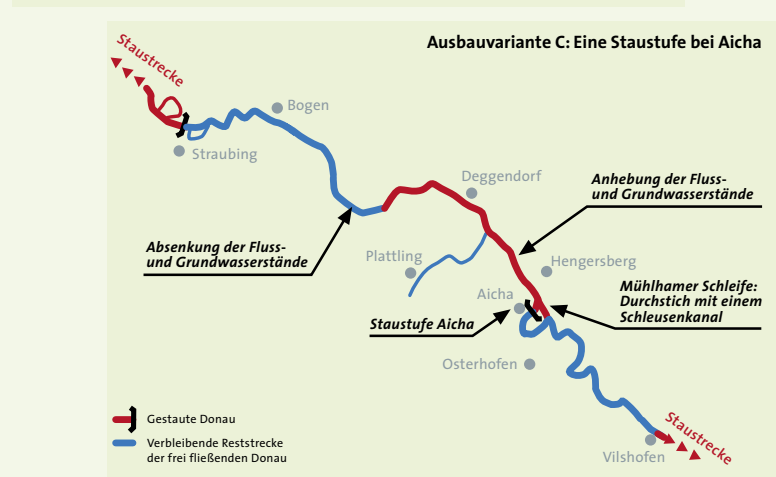 Ausbauvariante C: Eine Staustufe bei Aicha
Staustrecke
Bogen
Straubing
Deggendorf
Anhebung der Fluss-
und Grundwasserstände
Absenkung der Fluss-
und Grundwasserstände
Plattling
Hengersberg
Aicha
Mühlhamer Schleife:
Durchstich mit einem
Schleusenkanal
Staustufe Aicha
Osterhofen
Gestaute Donau
Verbleibende Reststrecke
der frei fließenden Donau
Staustrecke
Vilshofen